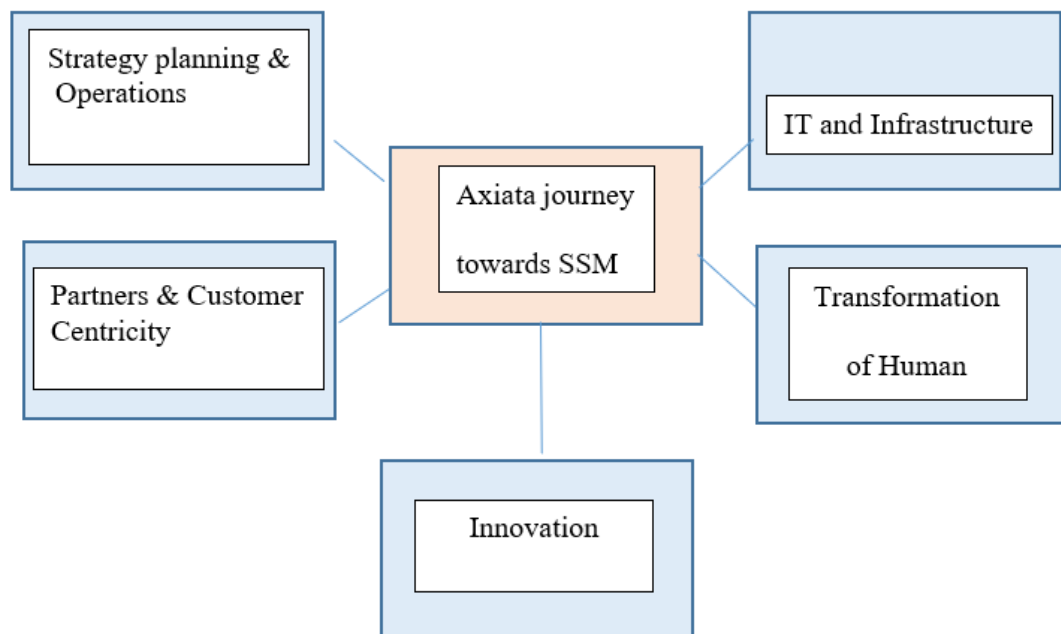 Strategy planning &
Operations
IT and Infrastructure
Axiata journey
towards SSM
Partners & Customer
Centricity
Transformation
of Human
Innovation